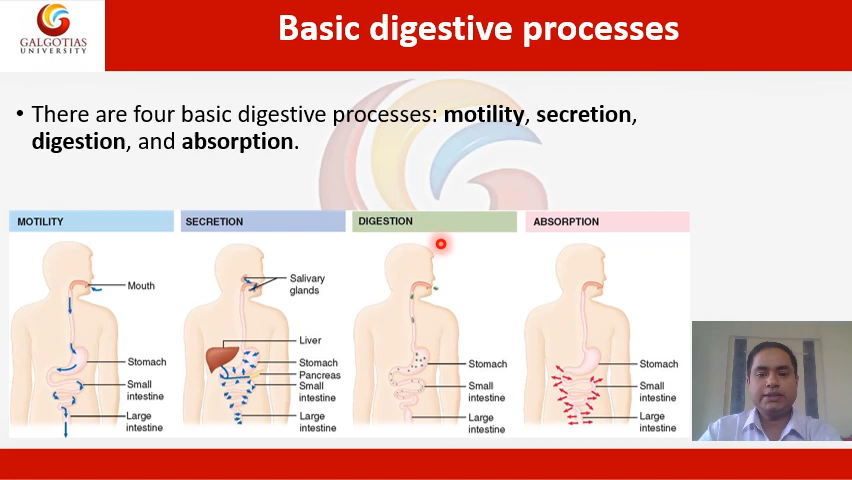 GALGOTIAS
UNIVERSITY
Basic digestive processes
• There are four basic digestive processes: motility, secretion,
digestion, and absorption.
MOTILITY
Mouth
Stomach
Small
intestine
Large
intestine
SECRETION
Salivary
glands
Liver
Stomach
Pancreas
Small
intestine
Large
intestine
DIGESTION
Stomach
Small
intestine
Large
intestine
ABSORPTION
Stomach
Small
intestine
Large
intestine